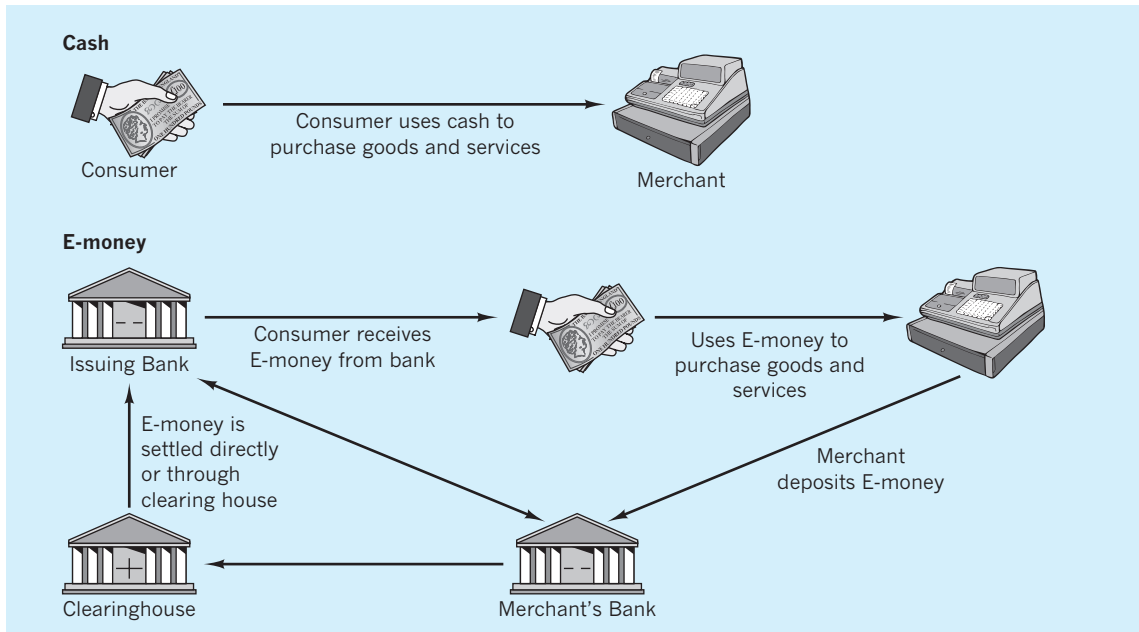 Cash
Consumer uses cash to
purchase goods and services
Consumer
Merchant
E-money
Issuing Bank
Consumer receives
E-money from bank
Uses E-money to
purchase goods and
services
E-money is
settled directly
or through
clearing house
Merchant
deposits E-money
Clearinghouse
Merchant's Bank